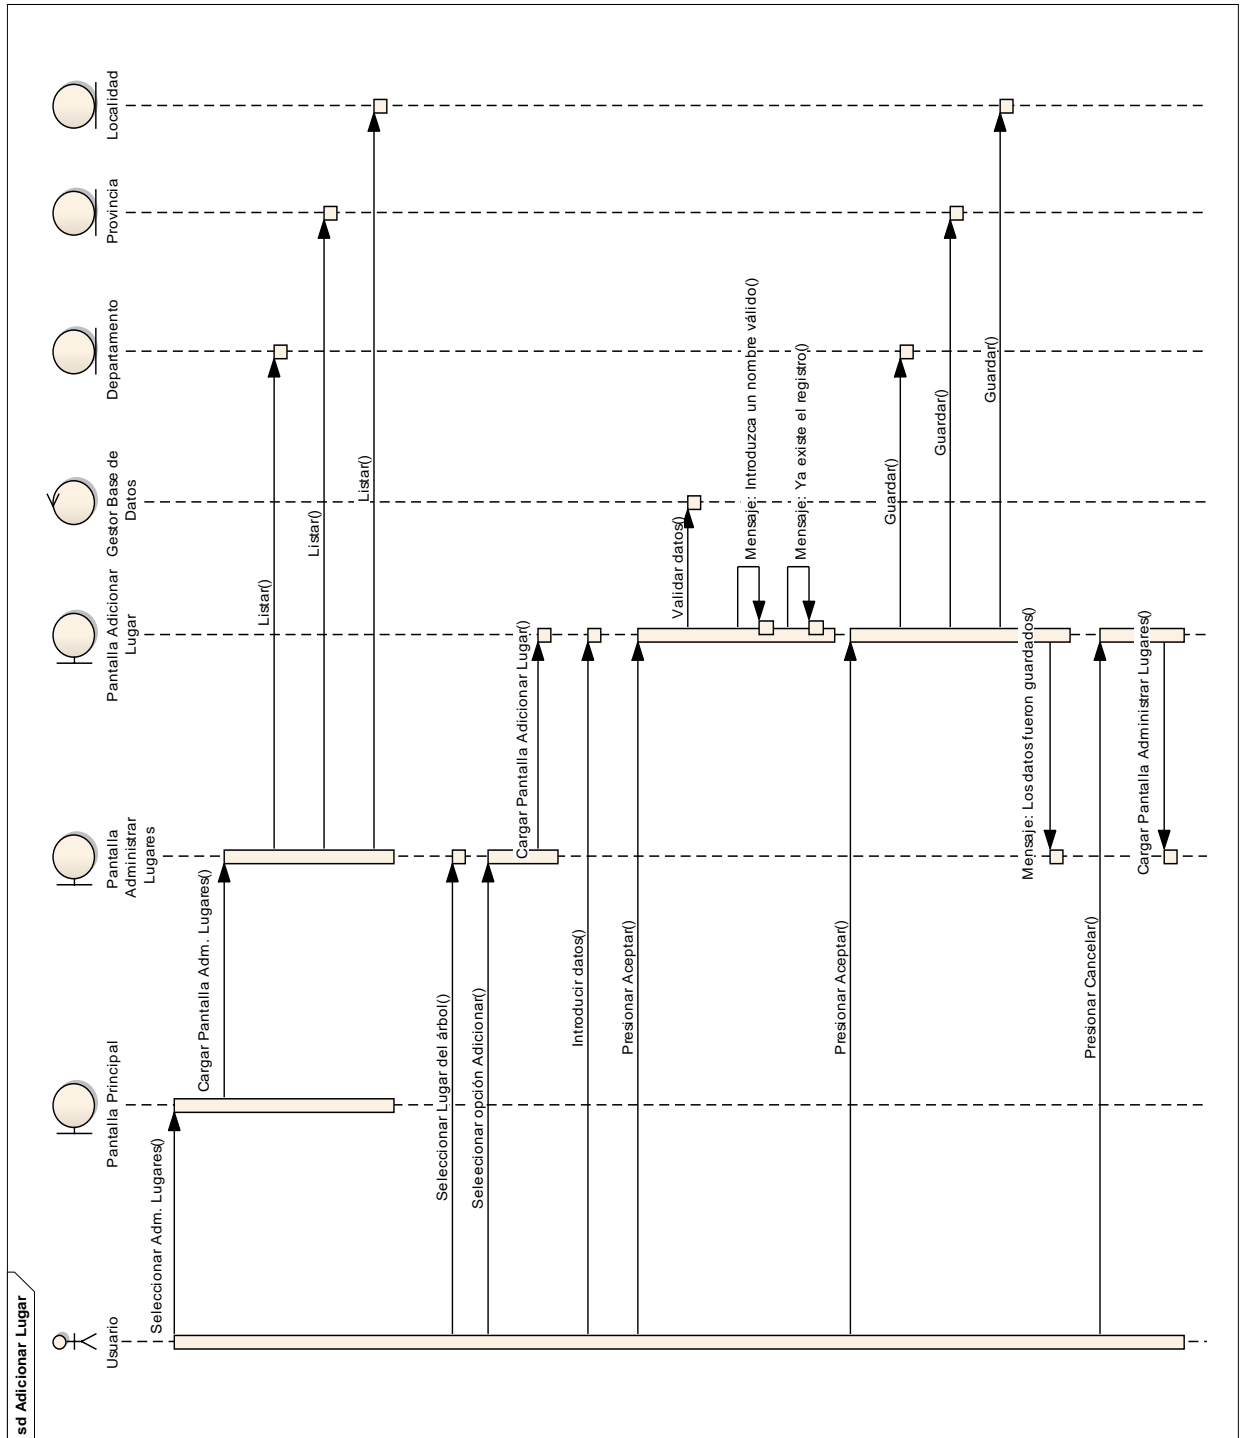 sd Adicionar Lugar
Usuario
Pantalla Principal
Pantalla
Administrar
Lugares
Pantalla Adicionar
Lugar
Gestor Base de
Datos
Departamento
Provincia
Localidad
Seleccionar Adm. Lugares()
Cargar Pantalla Adm. Lugares()
Listar()
Listar()
Listar()
Seleccionar Lugar del árbol()
Seleecionar opción Adicionar()
Cargar Pantalla Adicionar Lugar()
Introducir datos()
Presionar Aceptar()
Validar datos()
Mensaje: Introduzca un nombre válido()
Mensaje: Ya existe el registro()
Presionar Aceptar()
Guardar()
Guardar()
Guardar()
Mensaje: Los datos fueron guardados()
Presionar Cancelar()
Cargar Pantalla Administrar Lugares()